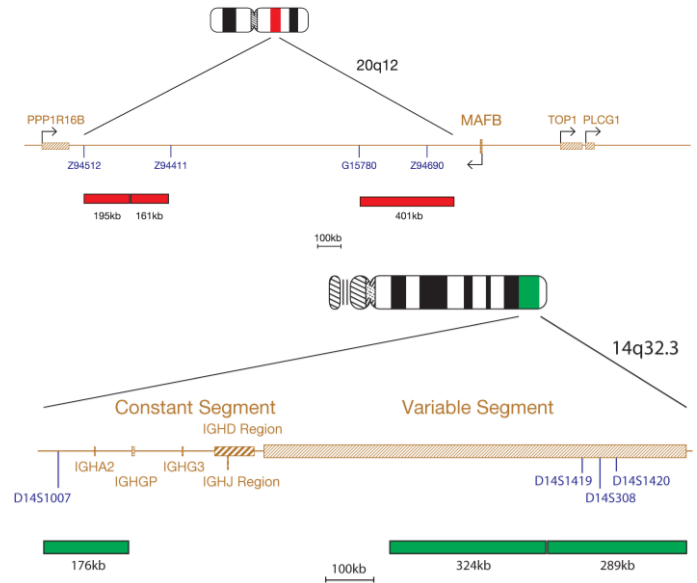 20q12
PPP1R16B
MAFB
TOP1 PLCG1
Z94512
Z94411
G15780
Z94690
195kb
161kb
401kb
100kb
14q32.3
Constant Segment
Variable Segment
IGHD Region
IGHA2
IGHGP
IGHG3
IGHJ Region
D14S1007
D14S1419
D14S308
D14S1420
176kb
100kb
324kb
289kb